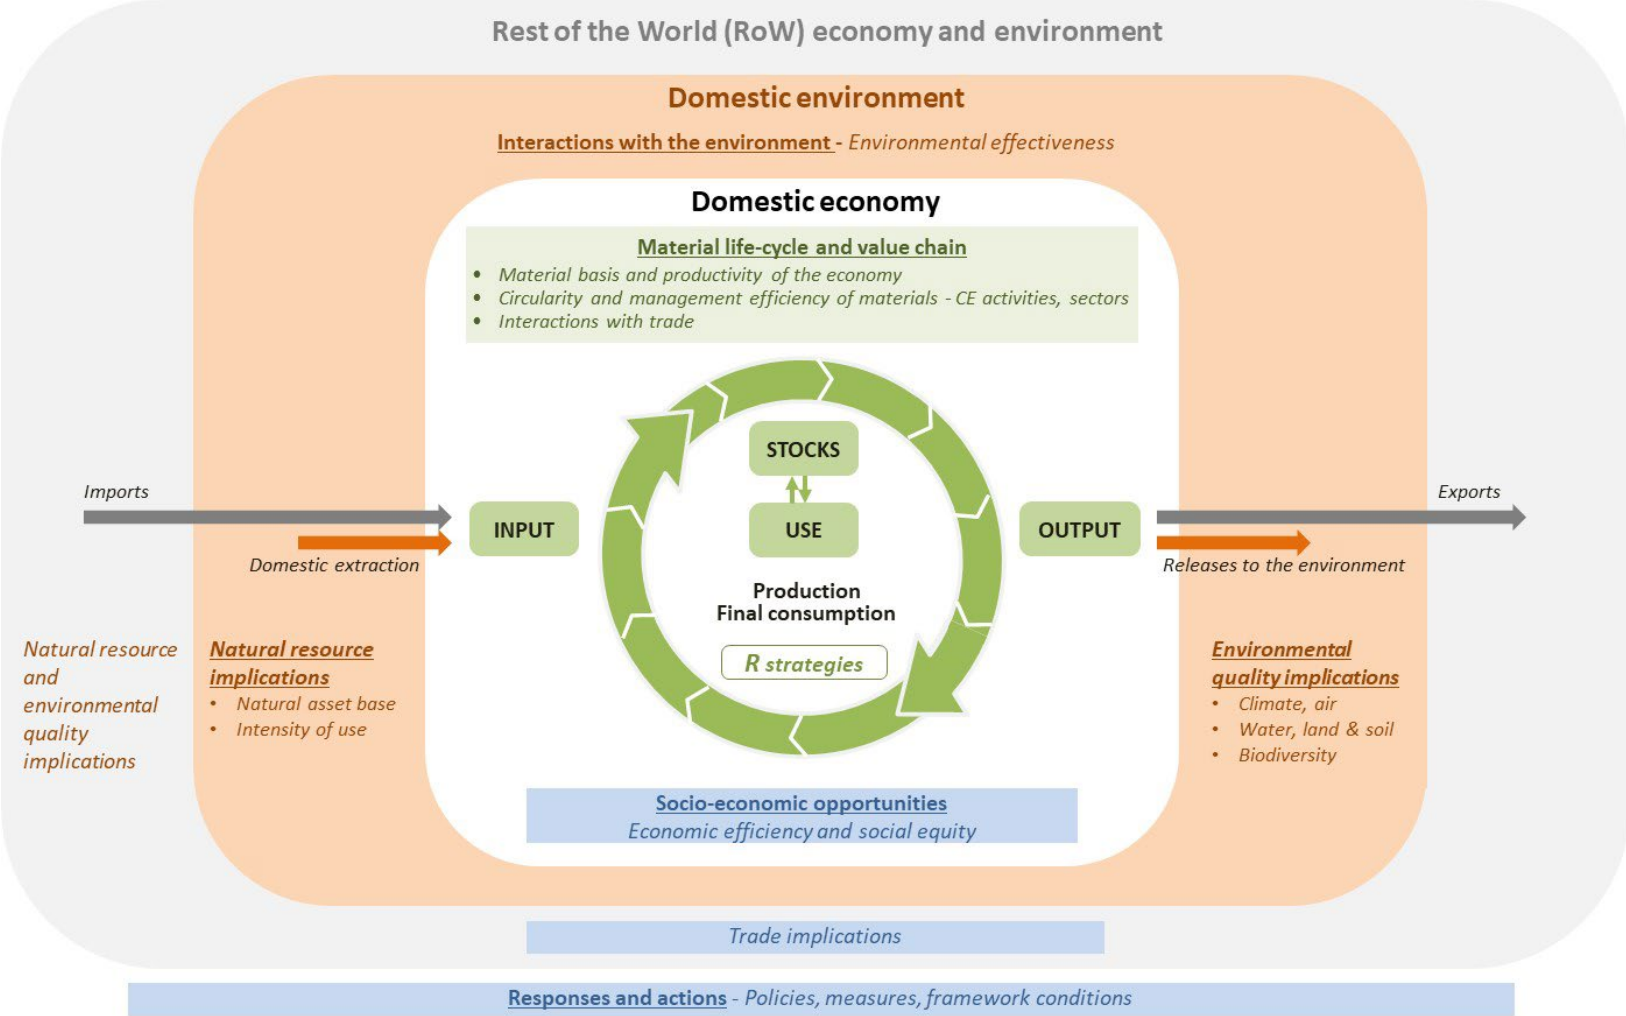 Rest of the World (RoW) economy and environment
Domestic environment
Interactions with the environment - Environmental effectiveness
Domestic economy
Material life-cycle and value chain
• Material basis and productivity of the economy
• Circularity and management efficiency of materials - CE activities, sectors
• Interactions with trade
STOCKS
Imports
Exports
INPUT
USE
OUTPUT
Domestic extraction
Releases to the environment
Production
Final consumption
R strategies
Natural resource
and
environmental
quality
implications
Natural resource
implications
• Natural asset base
• Intensity of use
Environmental
quality implications
• Climate, air
• Water, land & soil
• Biodiversity
Socio-economic opportunities
Economic efficiency and social equity
Trade implications
Responses and actions - Policies, measures, framework conditions